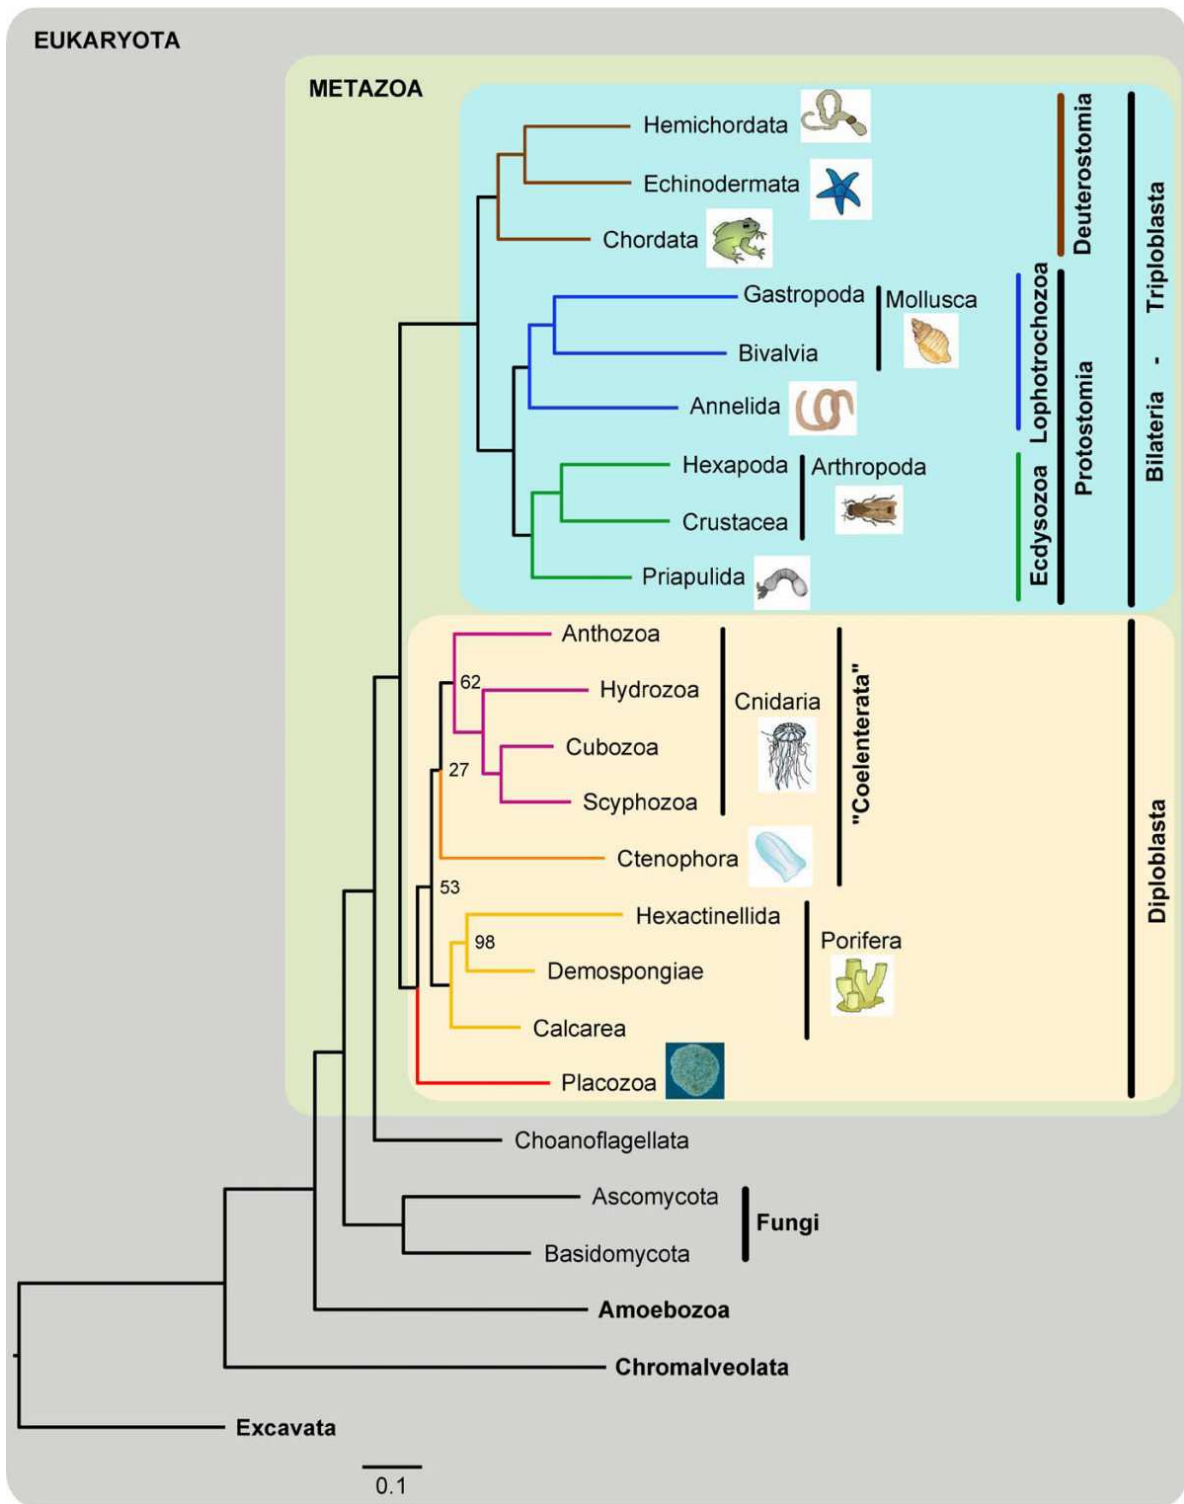 EUKARYOTA
METAZOA
Hemichordata
Echinodermata
Chordata
Gastropoda
Mollusca
Bivalvia
Annelida
Hexapoda
Arthropoda
Crustacea
Priapulida
Deuterostomia
Lophotrochozoa
Ecdysozoa
Protostomia
Bilateria - Triploblasta
Anthozoa
62
Hydrozoa
Cnidaria
Cubozoa
27
Scyphozoa
"Coelenterata"
Ctenophora
53
Hexactinellida
98
Porifera
Demospongiae
Calcarea
Placozoa
Diploblasta
Choanoflagellata
Ascomycota
Fungi
Basidomycota
Amoebozoa
Chromalveolata
Excavata
0.1